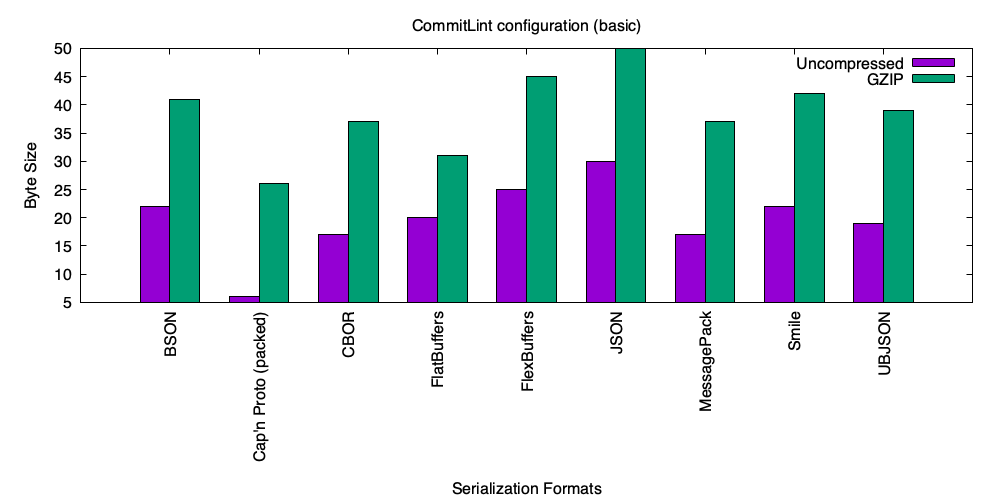 CommitLint configuration (basic)
50
45
40
35
30
25
20
15
10
5
Byte Size
Uncompressed
GZIP
BSON
Cap'n Proto (packed)
CBOR
FlatBuffers
FlexBuffers
JSON
MessagePack
Smile
UBJSON
Serialization Formats